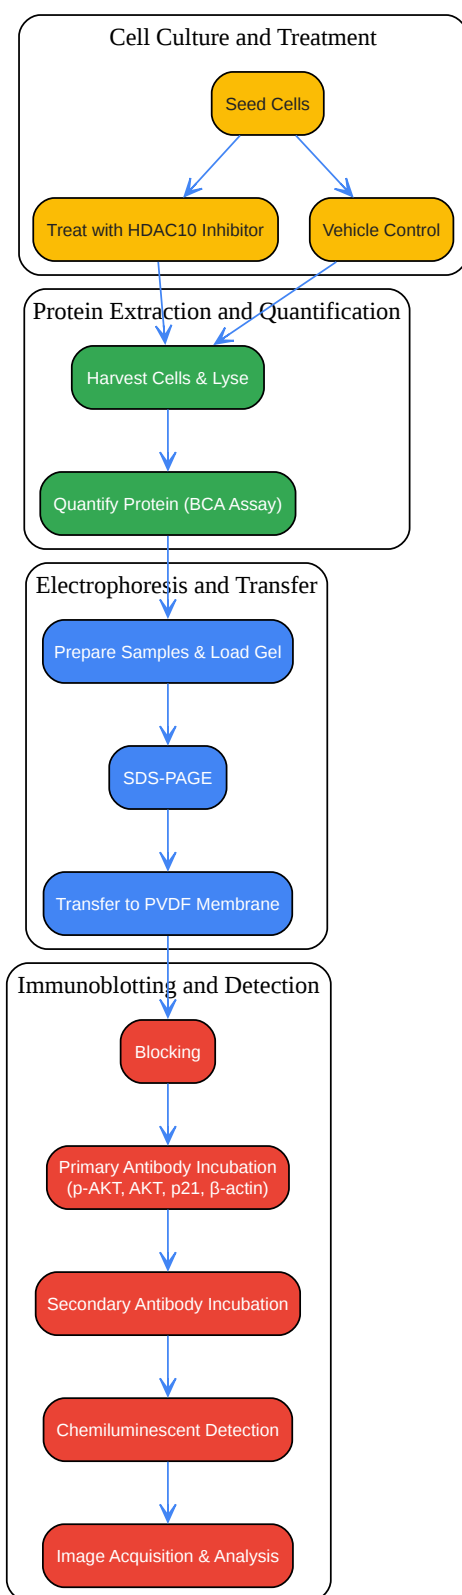 Cell Culture and Treatment
Seed Cells
Treat with HDAC10 Inhibitor
Vehicle Control
Protein Extraction and Quantification
Harvest Cells & Lyse
Quantify Protein (BCA Assay)
Electrophoresis and Transfer
Prepare Samples & Load Gel
SDS-PAGE
Transfer to PVDF Membrane
Immunoblotting and Detection
Blocking
Primary Antibody Incubation
(p-AKT, AKT, p21, β-actin)
Secondary Antibody Incubation
Chemiluminescent Detection
Image Acquisition & Analysis